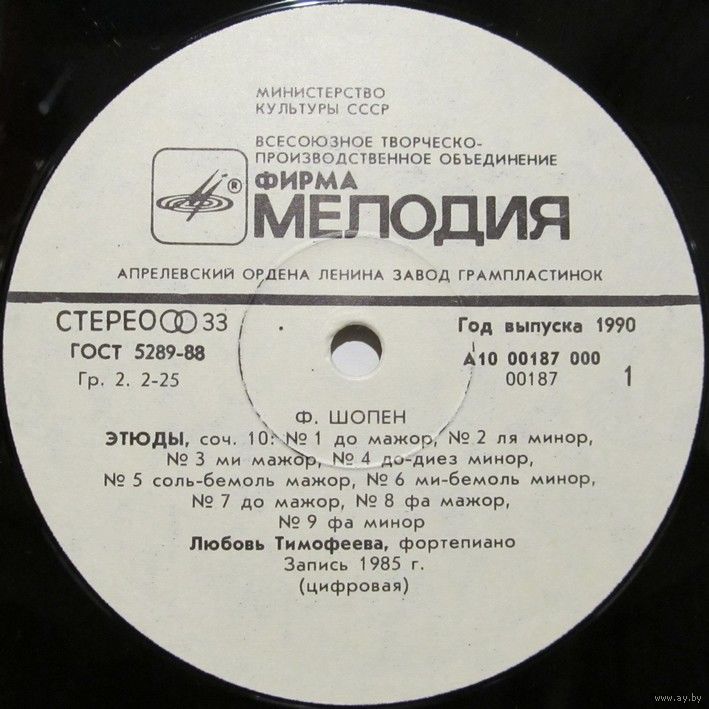 МИНИСТЕРСТВО
КУЛЬТУРЫ СССР
ВСЕСОЮЗНОЕ ТВОРЧЕСКО-
ПРОИЗВОДСТВЕННОЕ ОБЪЕДИНЕНИЕ
®
ФИРМА
МЕЛОДИЯ
АПРЕЛЕВСКИЙ ОРДЕНА ЛЕНИНА ЗАВОД ГРАМПЛАСТИНОК
СТЕРЕО 33
Год выпуска 1990
ГОСТ 5289-88
А10 00187 000
Гр. 2. 2-25
00187 1
Ф. ШОПЕН
ЭТЮДЫ, соч. 10: № 1 до мажор, № 2 ля минор,
№ 3 ми мажор, № 4 до-диез минор,
№ 5 соль-бемоль мажор, № 6 ми-бемоль минор,
№ 7 до мажор, № 8 фа мажор,
№ 9 фа минор
Любовь Тимофеева, фортепиано
Запись 1985 г.
(цифровая)
www.ay.by